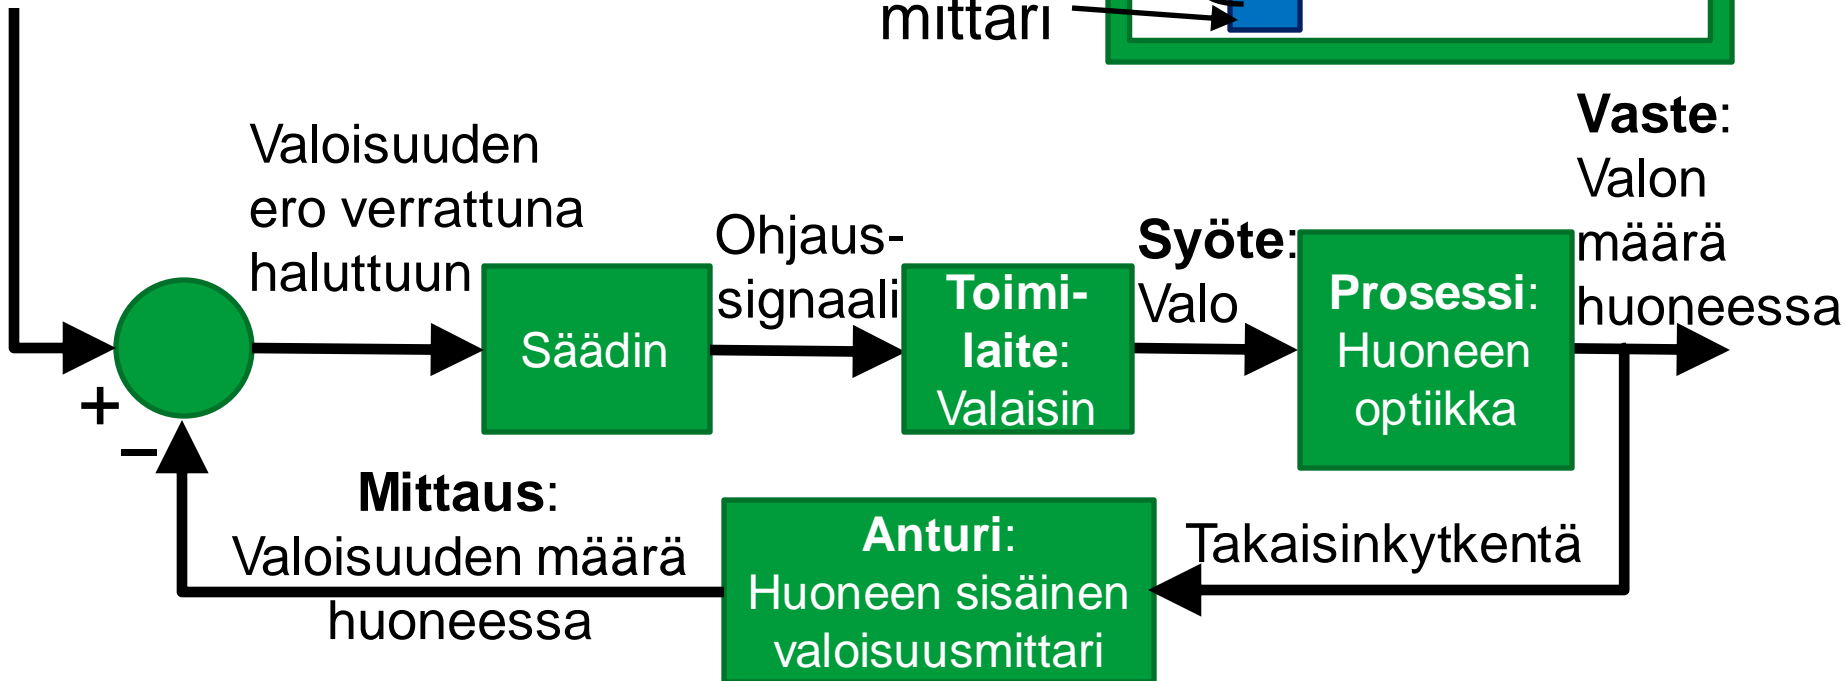 mittari
Vaste:
Valon
määrä
huoneessa
Valoisuuden
ero verrattuna
haluttuun
Ohjaus-
signaali
Syöte:
Valo
+
–
Säädin
Toimi-
laite:
Valaisin
Prosessi:
Huoneen
optiikka
Mittaus:
Valoisuuden määrä
huoneessa
Anturi:
Huoneen sisäinen
valoisuusmittari
Takaisinkytkentä